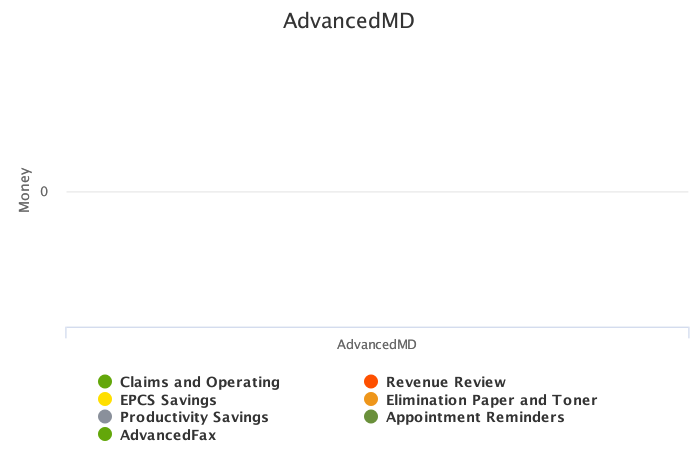 AdvancedMD
Money
0
AdvancedMD
Claims and Operating
Revenue Review
EPCS Savings
Elimination Paper and Toner
Productivity Savings
Appointment Reminders
AdvancedFax